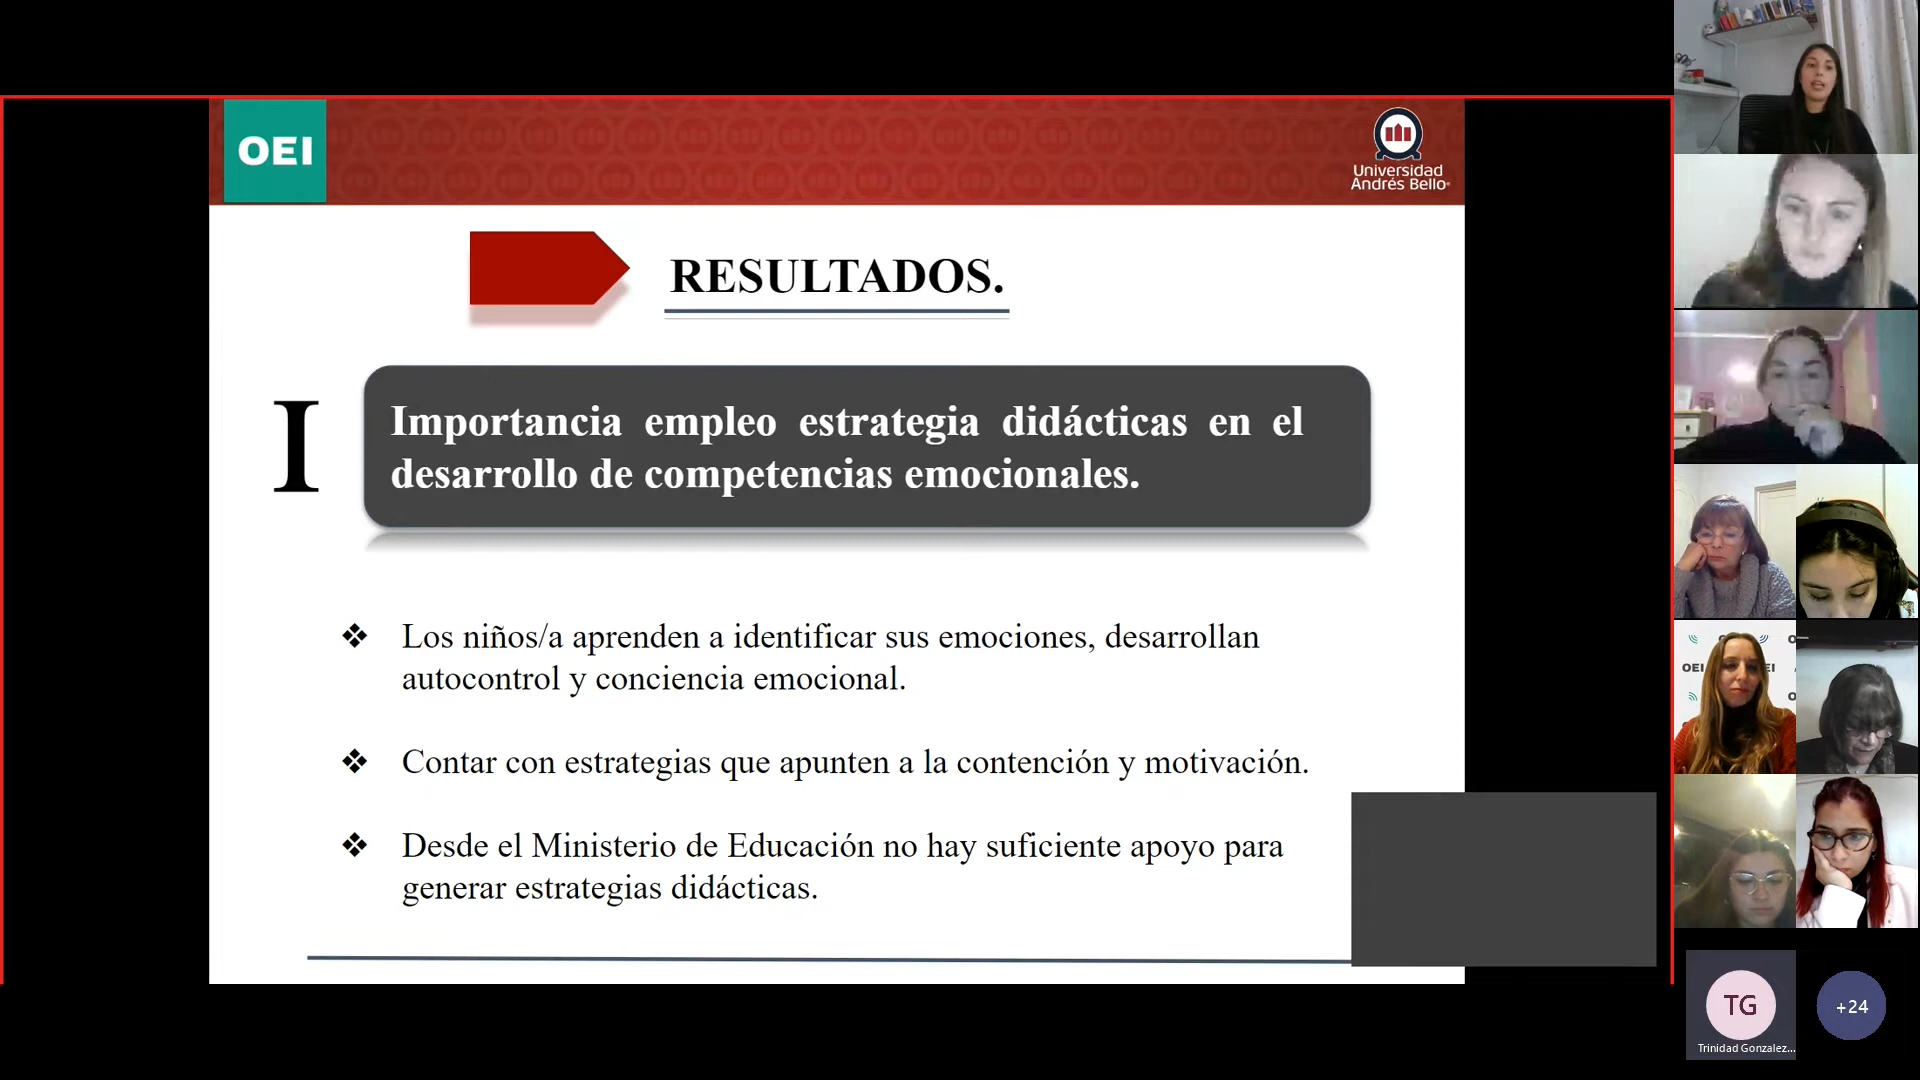 OEI
Universidad
Andrés Bello
RESULTADOS.
I
Importancia empleo estrategia didácticas en el
desarrollo de competencias emocionales.
❖ Los niños/a aprenden a identificar sus emociones, desarrollan
autocontrol y conciencia emocional.
❖ Contar con estrategias que apunten a la contención y motivación.
❖ Desde el Ministerio de Educación no hay suficiente apoyo para
generar estrategias didácticas.
OEI
TG
+24
Trinidad Gonzalez...